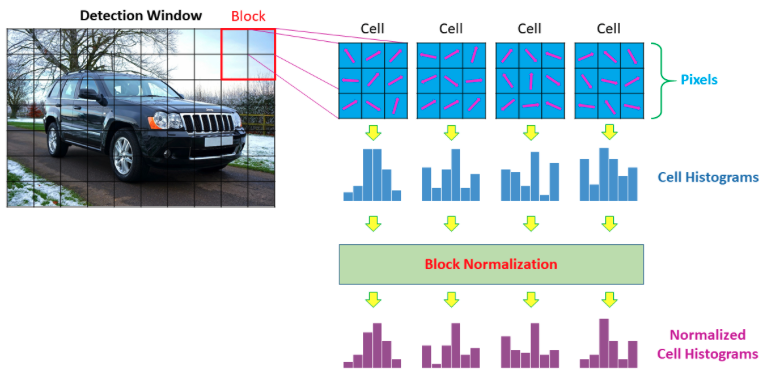 Detection Window
Block
Cell
Cell
Cell
Cell
Pixels
Cell Histograms
Block Normalization
Normalized
Cell Histograms